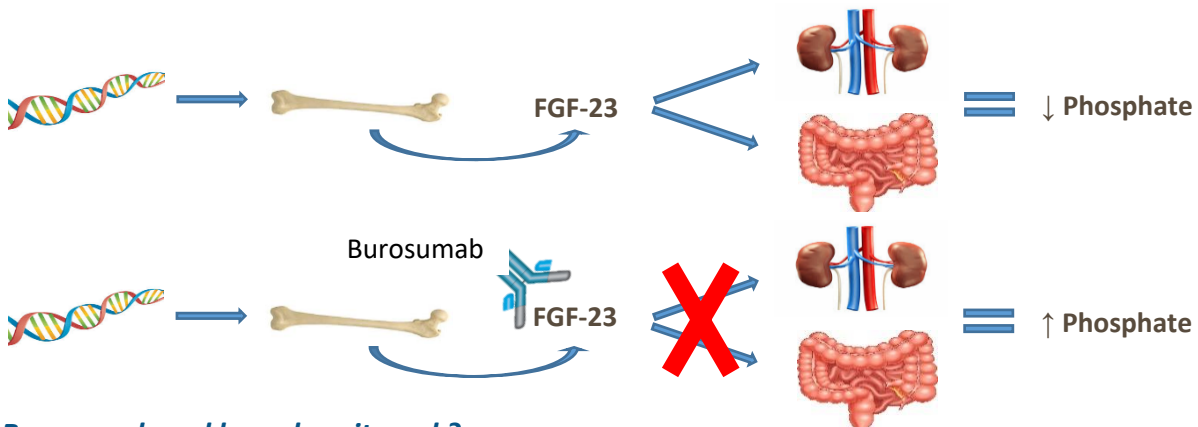 FGF-23
↓ Phosphate
Burosumab
FGF-23
↑ Phosphate